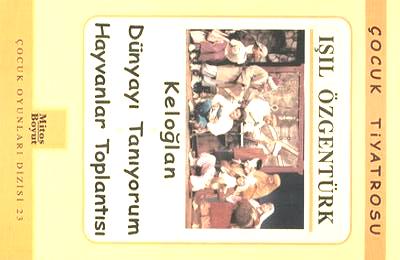 ÇOCUK TİYATROSU
IŞIL ÖZGENTÜRK
Keloğlan
Dünyayı Tanıyorum
Hayvanlar Toplantısı
Mitos
Boyut
ÇOCUK OYUNLARI DİZİSİ 23